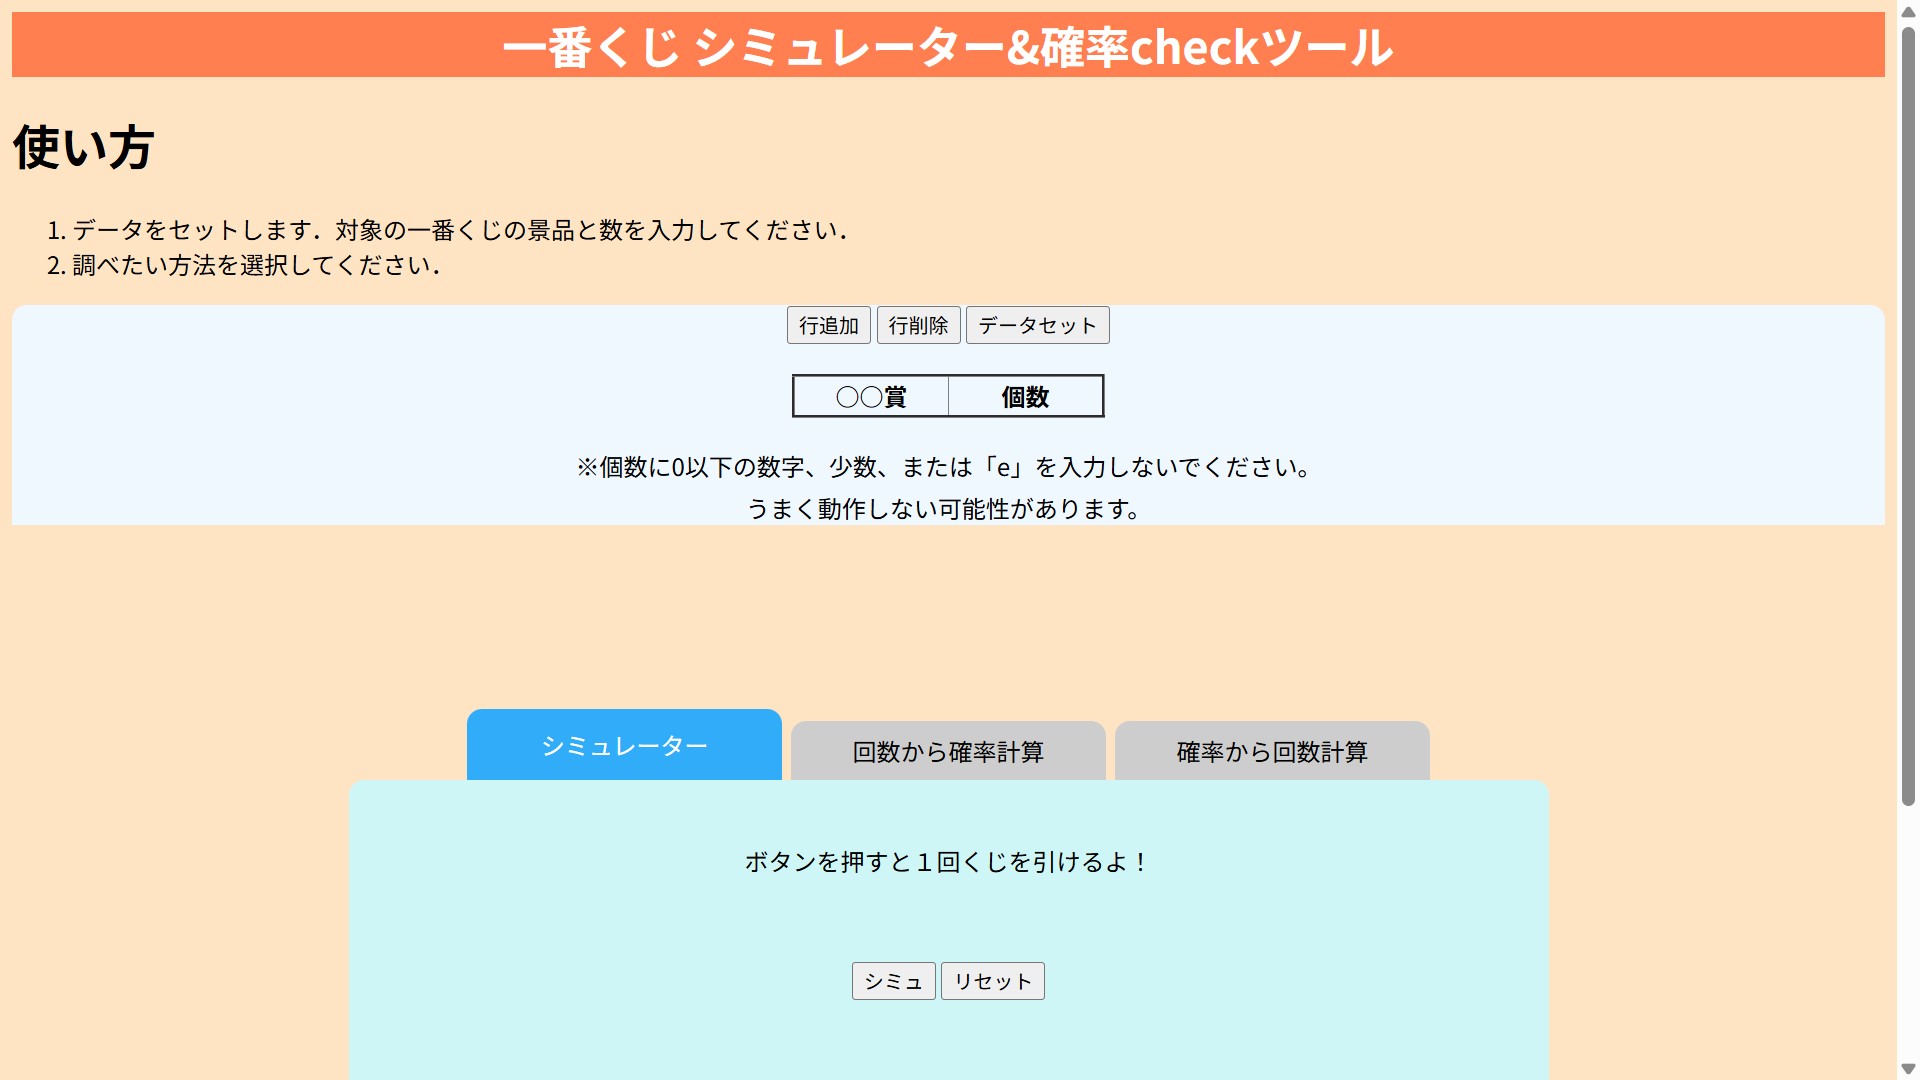 一番くじ シミュレーター&確率checkツール
使い方
1. データをセットします．対象の一番くじの景品と数を入力してください．
2. 調べたい方法を選択してください．
行追加 行削除 データセット
○○賞 個数
※個数に0以下の数字、少数、または「e」を入力しないでください。
うまく動作しない可能性があります。
シミュレーター 回数から確率計算 確率から回数計算
ボタンを押すと１回くじを引けるよ！
シミュ リセット